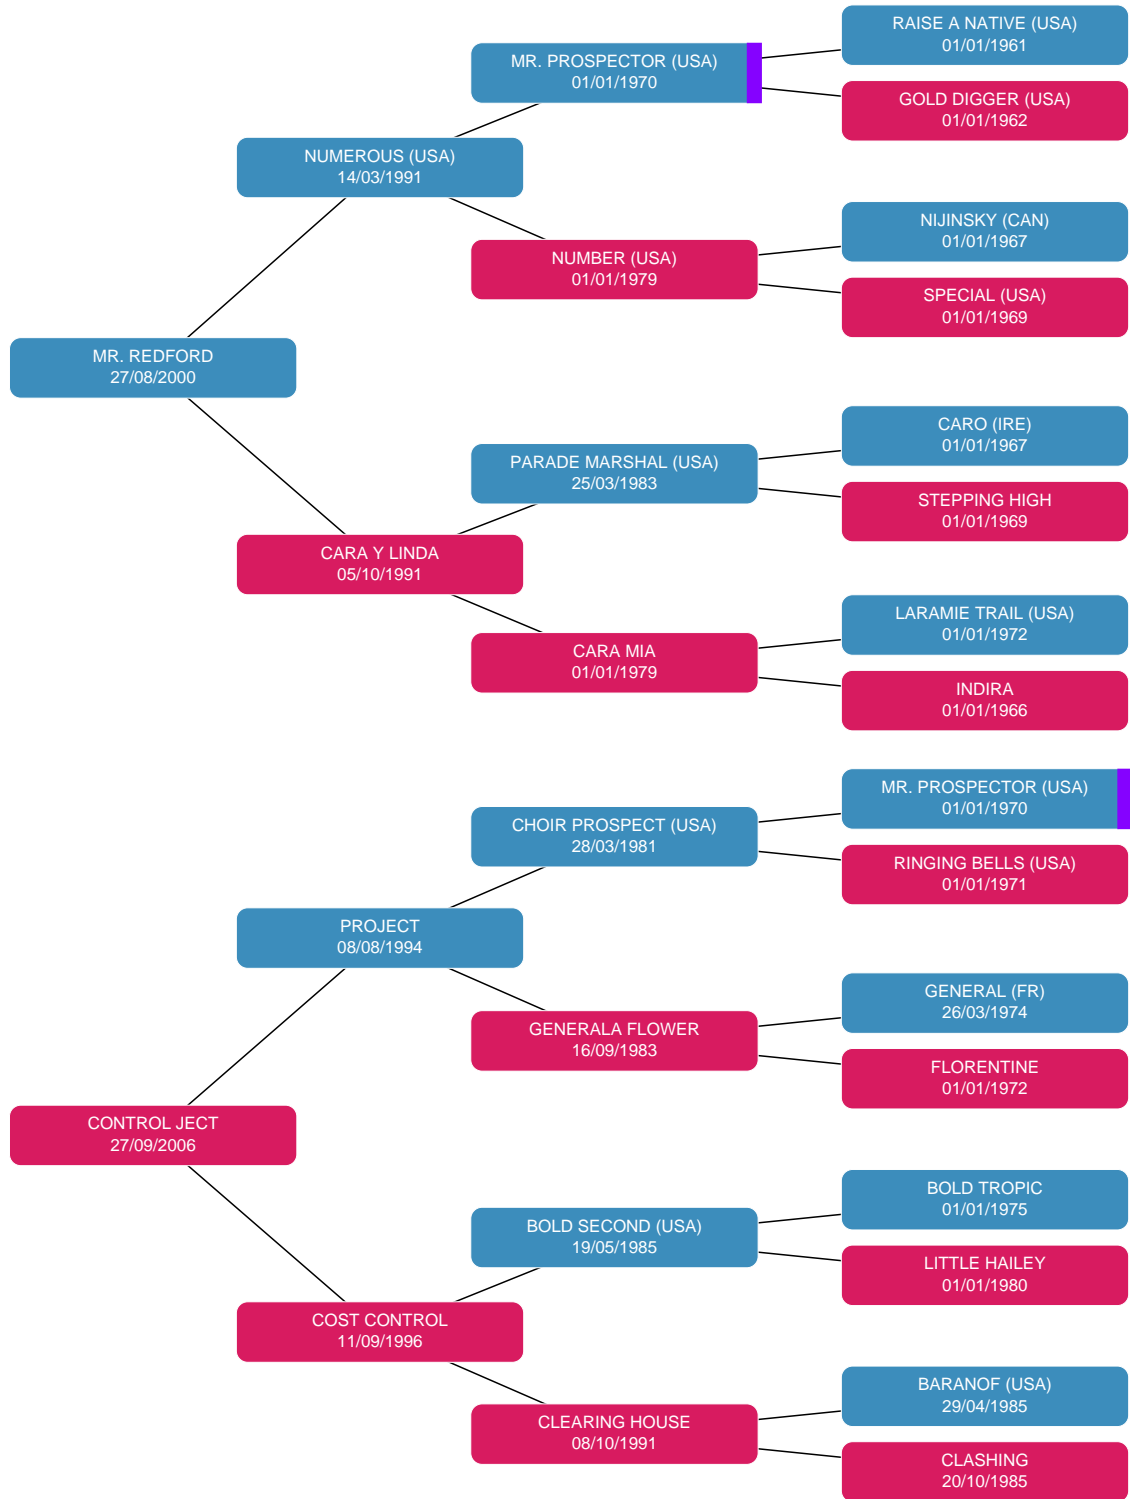 RAISE A NATIVE (USA)
01/01/1961
MR. PROSPECTOR (USA)
01/01/1970
GOLD DIGGER (USA)
01/01/1962
NUMEROUS (USA)
14/03/1991
NIJINSKY (CAN)
01/01/1967
NUMBER (USA)
01/01/1979
SPECIAL (USA)
01/01/1969
MR. REDFORD
27/08/2000
CARO (IRE)
01/01/1967
PARADE MARSHAL (USA)
25/03/1983
STEPPING HIGH
01/01/1969
CARA Y LINDA
05/10/1991
LARAMIE TRAIL (USA)
01/01/1972
CARA MIA
01/01/1979
INDIRA
01/01/1966
MR. PROSPECTOR (USA)
01/01/1970
CHOIR PROSPECT (USA)
28/03/1981
RINGING BELLS (USA)
01/01/1971
PROJECT
08/08/1994
GENERAL (FR)
26/03/1974
GENERALA FLOWER
16/09/1983
FLORENTINE
01/01/1972
CONTROL JECT
27/09/2006
BOLD TROPIC
01/01/1975
BOLD SECOND (USA)
19/05/1985
LITTLE HAILEY
01/01/1980
COST CONTROL
11/09/1996
BARANOF (USA)
29/04/1985
CLEARING HOUSE
08/10/1991
CLASHING
20/10/1985